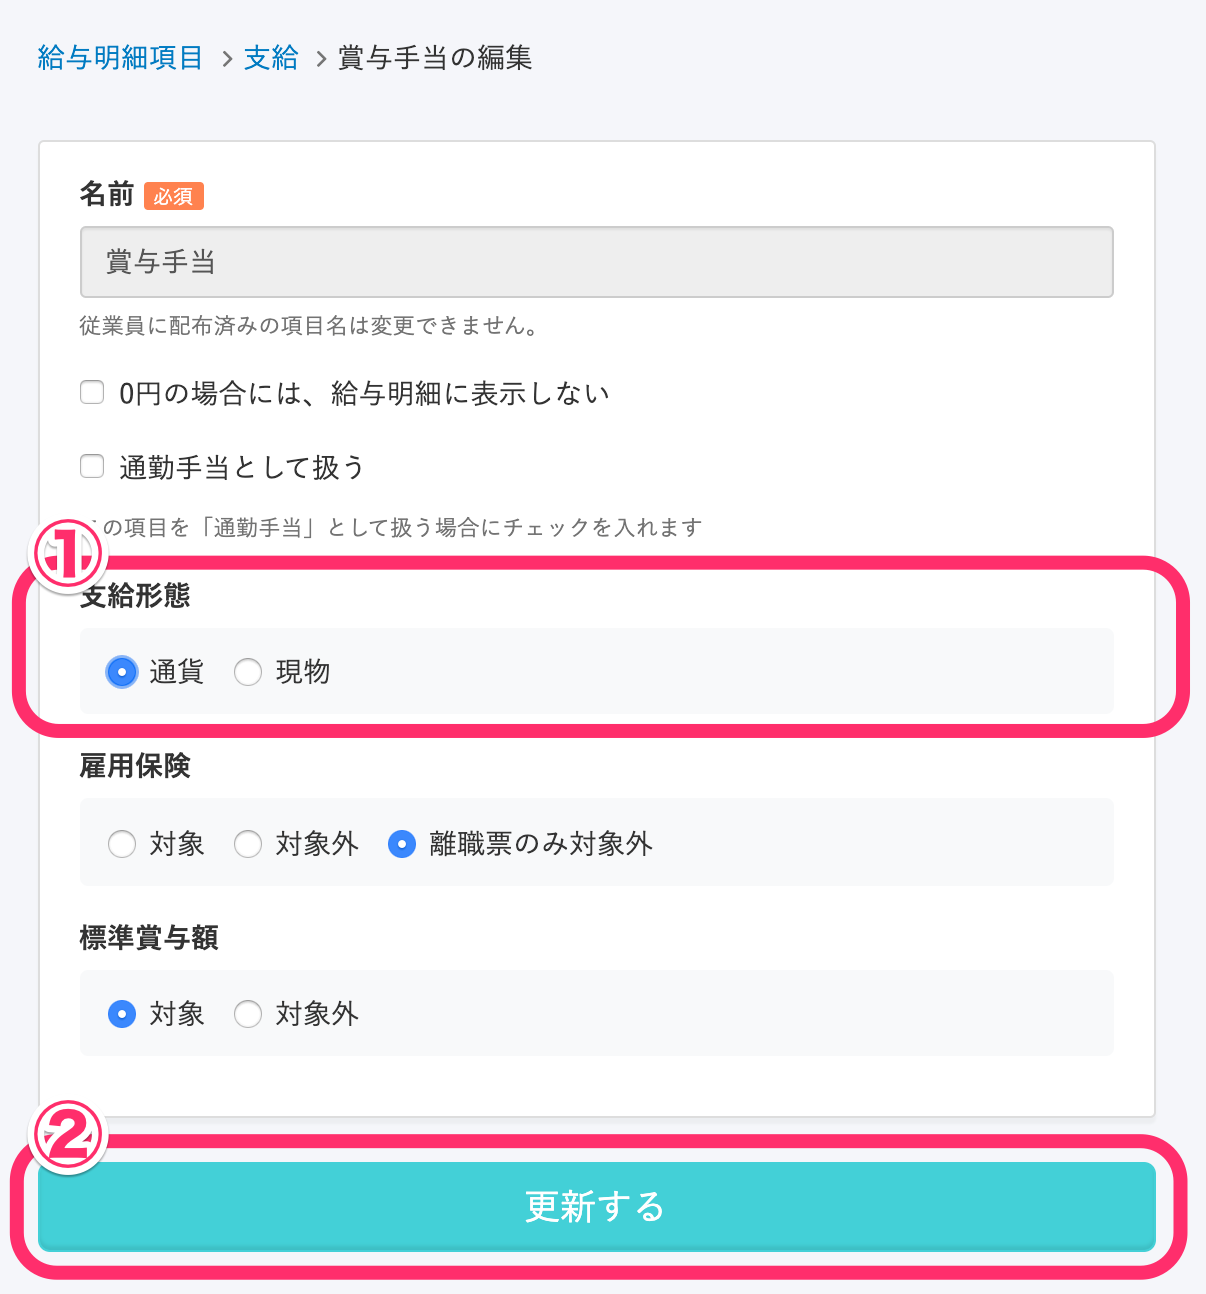 給与明細項目 > 支給 > 賞与手当の編集
名前 必須
賞与手当
従業員に配布済みの項目名は変更できません。
0円の場合には、給与明細に表示しない
通勤手当として扱う
の項目を「通勤手当」として扱う場合にチェックを入れます
①
支給形態
通貨 現物
雇用保険
対象 対象外 離職票のみ対象外
標準賞与額
対象 対象外
②
更新する